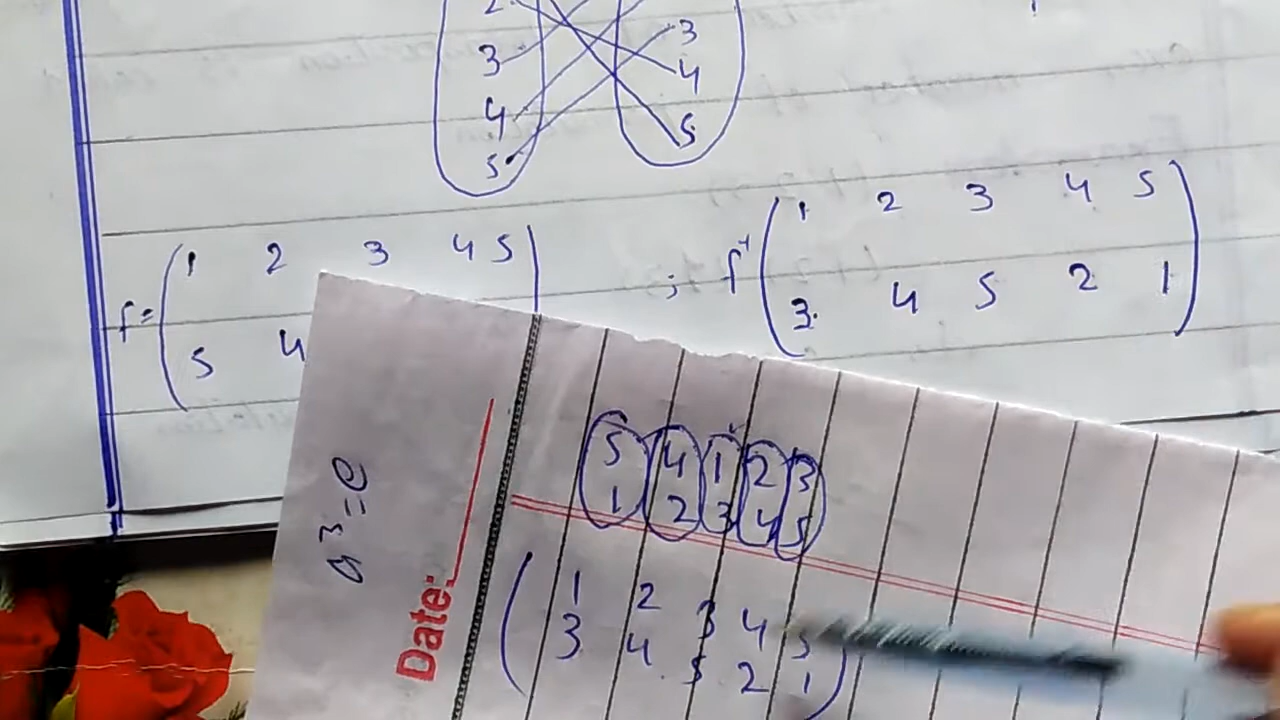 2
3 3
4 4
5 5
f = ( 1 2 3 4 5 ; f⁻¹ ( 1 2 3 4 5 )
5 4 3 4 5 2 1
a³ = e
Date:
5 4 1 2 3
1 2 3 4 5
( 1 2 3 4 5 )
3 4 5 2 1